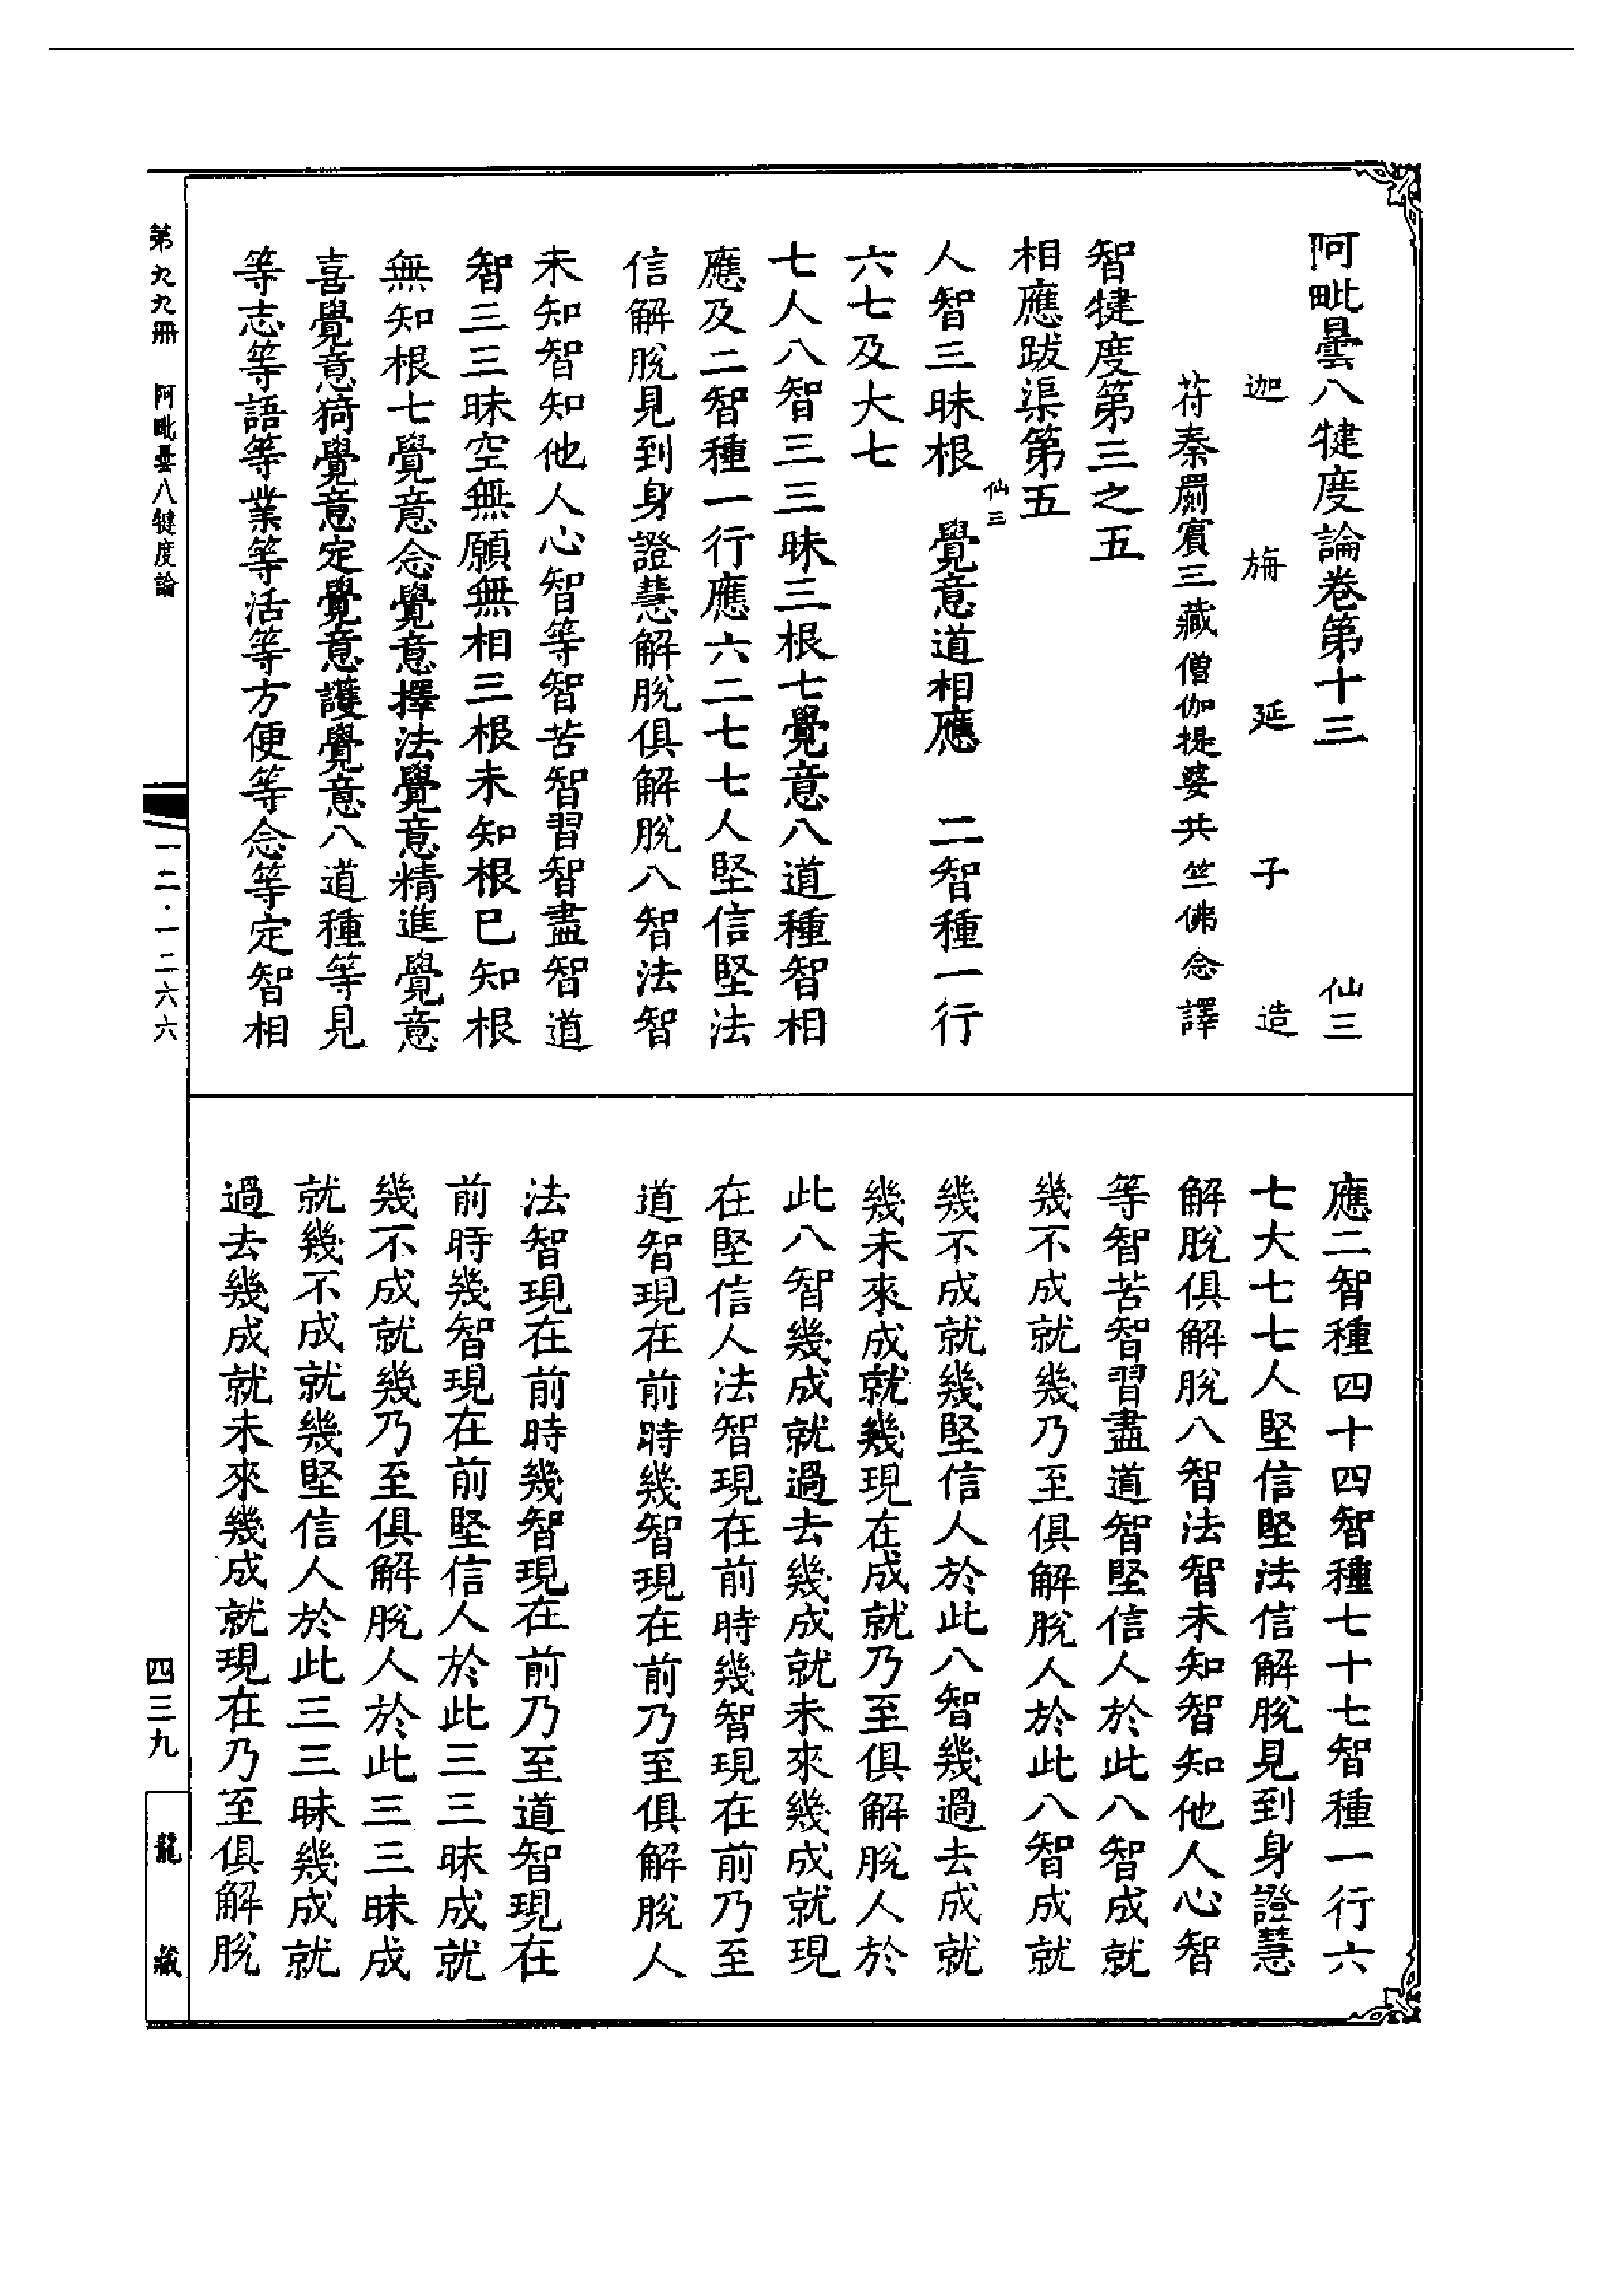 阿毗曇八犍度論卷第十三　仙三
迦旃延子造
苻秦罽賓三藏僧伽提婆共竺佛念譯
智犍度第三之五
相應跋渠第五
仙三
人智三昧根　覺意道相應　二智種一行
六七及大七
七人八智三三昧三根七覺意八道種智相
應及二智種一行應六二七七人堅信堅法
信解脫見到身證慧解脫俱解脫八智法智
未知智知他人心智等智苦智習智盡智道
智三三昧空無願無相三根未知根已知根
無知根七覺意念覺意擇法覺意精進覺意
喜覺意猗覺意定覺意護覺意八道種等見
等志等語等業等活等方便等念等定智相
應二智種四十四智種七十七智種一行六
七大七七人堅信堅法信解脫見到身證慧
解脫俱解脫八智法智未知智知他人心智
等智苦智習盡道智堅信人於此八智成就
幾不成就幾乃至俱解脫人於此八智成就
幾不成就幾堅信人於此八智幾過去成就
幾未來成就幾現在成就乃至俱解脫人於
此八智幾成就過去幾成就未來幾成就現
在堅信人法智現在前時幾智現在前乃至
道智現在前時幾智現在前乃至俱解脫人
法智現在前時幾智現在前乃至道智現在
前時幾智現在前堅信人於此三三昧成就
幾不成就幾乃至俱解脫人於此三三昧成
就幾不成就幾堅信人於此三三昧幾成就
過去幾成就未來幾成就現在乃至俱解脫
第九九冊　阿毗曇八犍度論
一二·一二六六
四三九
龍藏